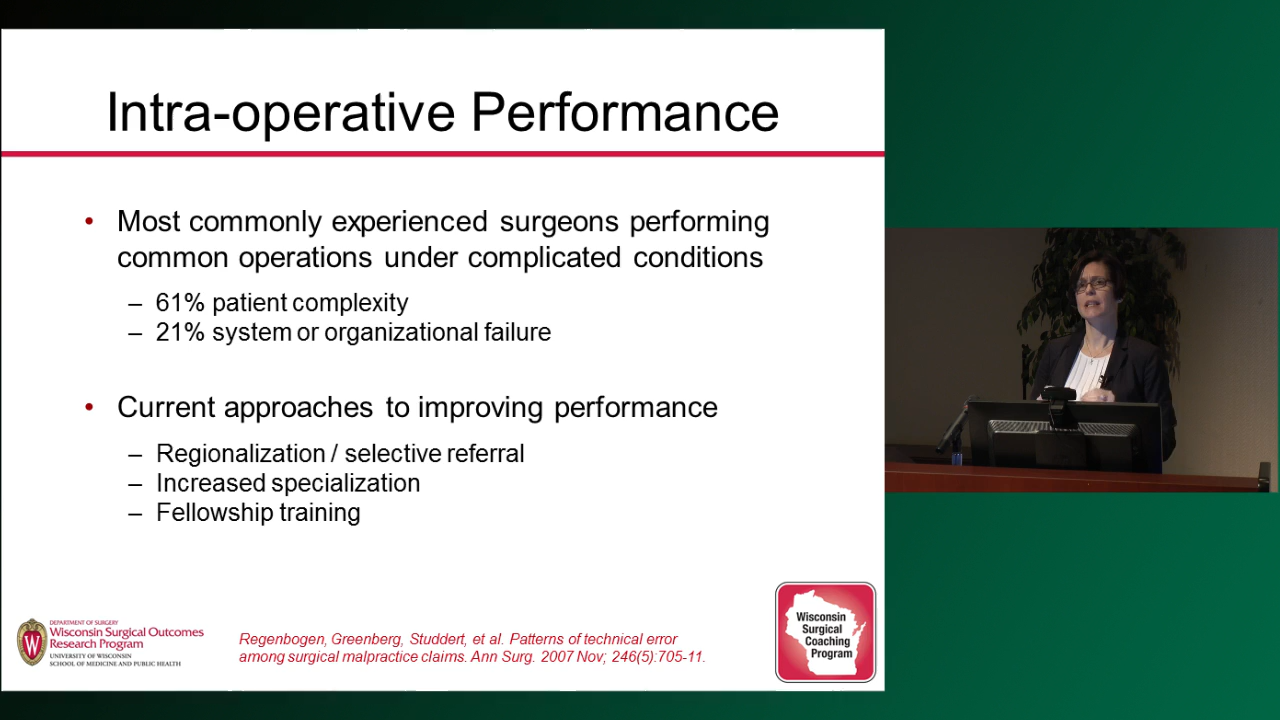 Intra-operative Performance
• Most commonly experienced surgeons performing
common operations under complicated conditions
– 61% patient complexity
– 21% system or organizational failure
• Current approaches to improving performance
– Regionalization / selective referral
– Increased specialization
– Fellowship training
DEPARTMENT OF SURGERY
Wisconsin Surgical Outcomes
Research Program
UNIVERSITY OF WISCONSIN
SCHOOL OF MEDICINE AND PUBLIC HEALTH
W
Regenbogen, Greenberg, Studdert, et al. Patterns of technical error
among surgical malpractice claims. Ann Surg. 2007 Nov; 246(5):705-11.
Wisconsin
Surgical
Coaching
Program